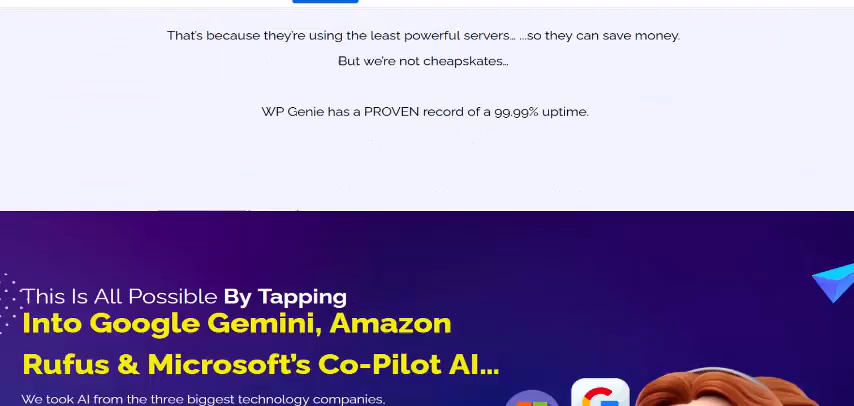 That's because they're using the least powerful servers… …so they can save money.
But we're not cheapskates…
WP Genie has a PROVEN record of a 99.99% uptime.
This Is All Possible By Tapping
Into Google Gemini, Amazon
Rufus & Microsoft's Co-Pilot AI…
We took AI from the three biggest technology companies,